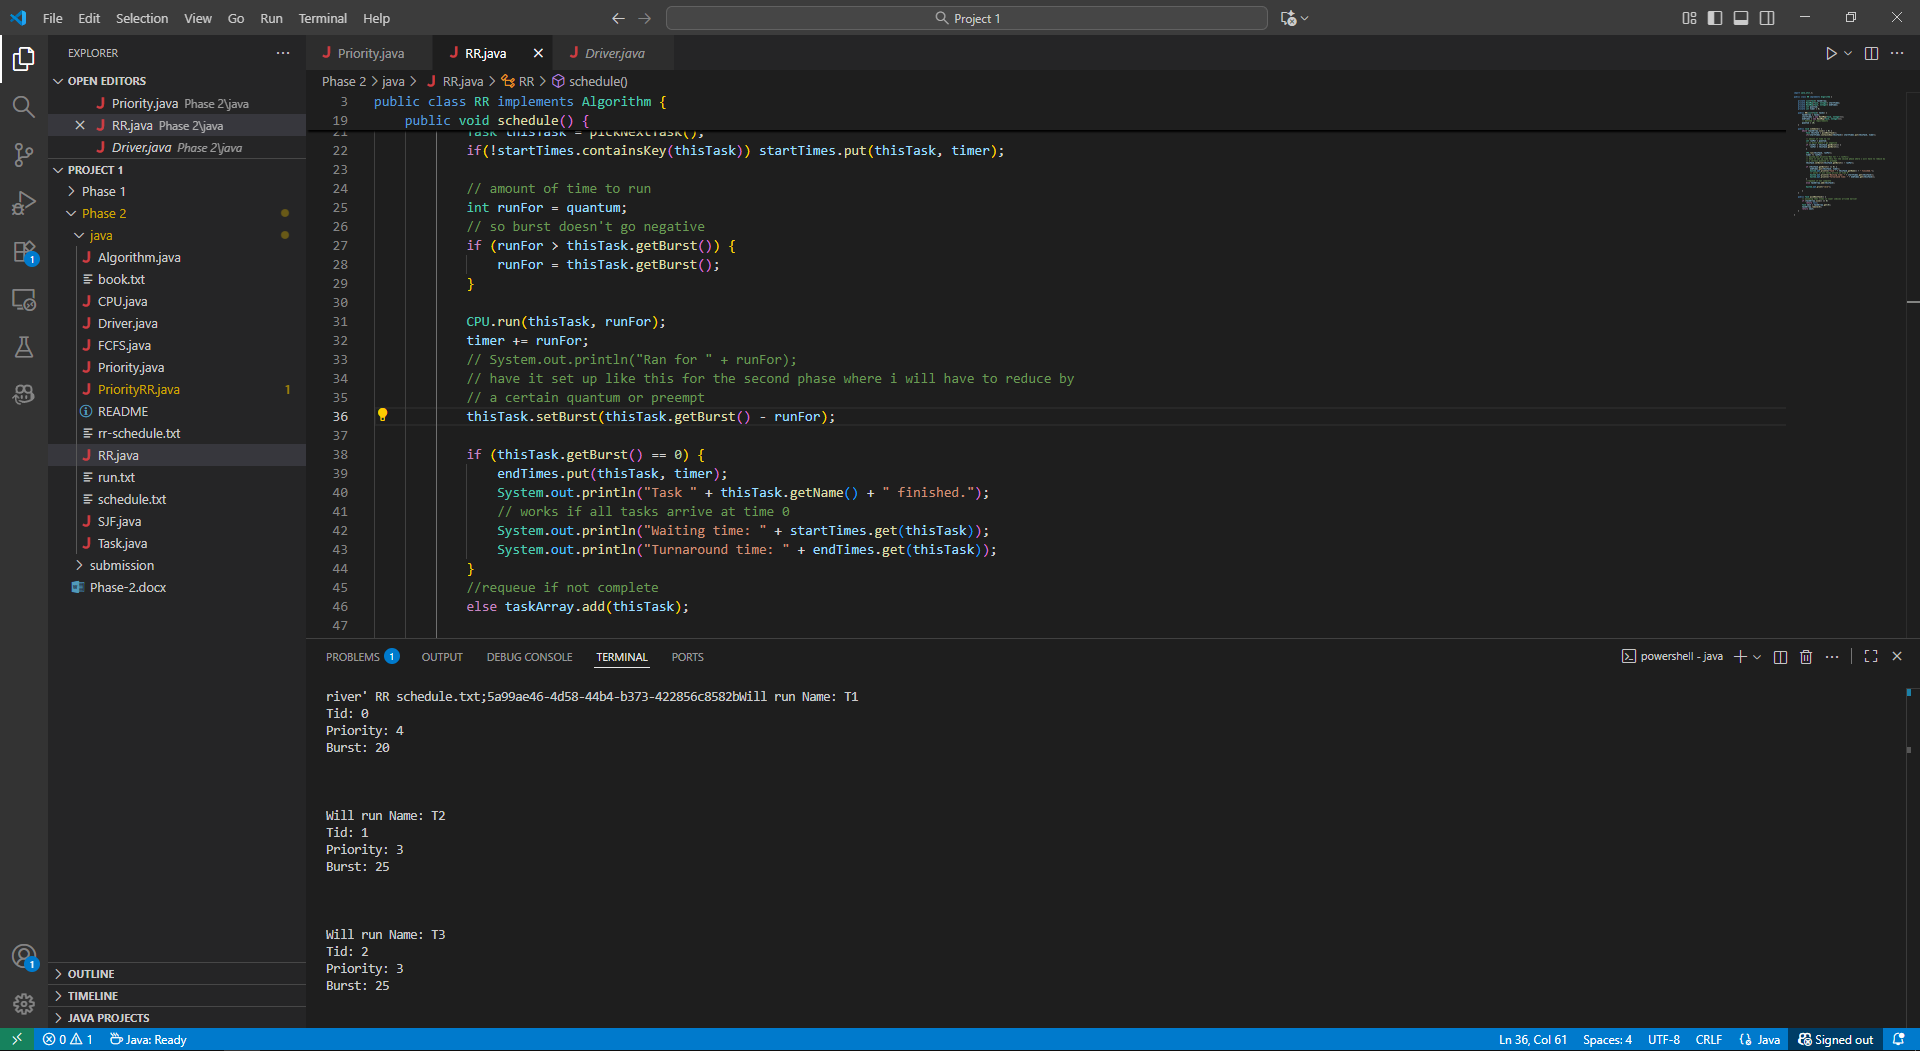 File Edit Selection View Go Run Terminal Help
Project 1
EXPLORER
OPEN EDITORS
Priority.java Phase 2\java
RR.java Phase 2\java
Driver.java Phase 2\java
PROJECT 1
Phase 1
Phase 2
java
Algorithm.java
book.txt
CPU.java
Driver.java
FCFS.java
Priority.java
PriorityRR.java 1
README
rr-schedule.txt
RR.java
run.txt
schedule.txt
SJF.java
Task.java
submission
Phase-2.docx
OUTLINE
TIMELINE
JAVA PROJECTS
Priority.java RR.java Driver.java
Phase 2 > java > RR.java > RR > schedule()
3 public class RR implements Algorithm {
19 public void schedule() {
21 Task thisTask = pickNextTask();
22 if(!startTimes.containsKey(thisTask)) startTimes.put(thisTask, timer);
23
24 // amount of time to run
25 int runFor = quantum;
26 // so burst doesn't go negative
27 if (runFor > thisTask.getBurst()) {
28 runFor = thisTask.getBurst();
29 }
30
31 CPU.run(thisTask, runFor);
32 timer += runFor;
33 // System.out.println("Ran for " + runFor);
34 // have it set up like this for the second phase where i will have to reduce by
35 // a certain quantum or preempt
36 thisTask.setBurst(thisTask.getBurst() - runFor);
37
38 if (thisTask.getBurst() == 0) {
39 endTimes.put(thisTask, timer);
40 System.out.println("Task " + thisTask.getName() + " finished.");
41 // works if all tasks arrive at time 0
42 System.out.println("Waiting time: " + startTimes.get(thisTask));
43 System.out.println("Turnaround time: " + endTimes.get(thisTask));
44 }
45 //requeue if not complete
46 else taskArray.add(thisTask);
47
PROBLEMS 1 OUTPUT DEBUG CONSOLE TERMINAL PORTS
powershell - java
river' RR schedule.txt;5a99ae46-4d58-44b4-b373-422856c8582bWill run Name: T1
Tid: 0
Priority: 4
Burst: 20
Will run Name: T2
Tid: 1
Priority: 3
Burst: 25
Will run Name: T3
Tid: 2
Priority: 3
Burst: 25
0 1 Java: Ready
Ln 36, Col 61 Spaces: 4 UTF-8 CRLF {} Java Signed out